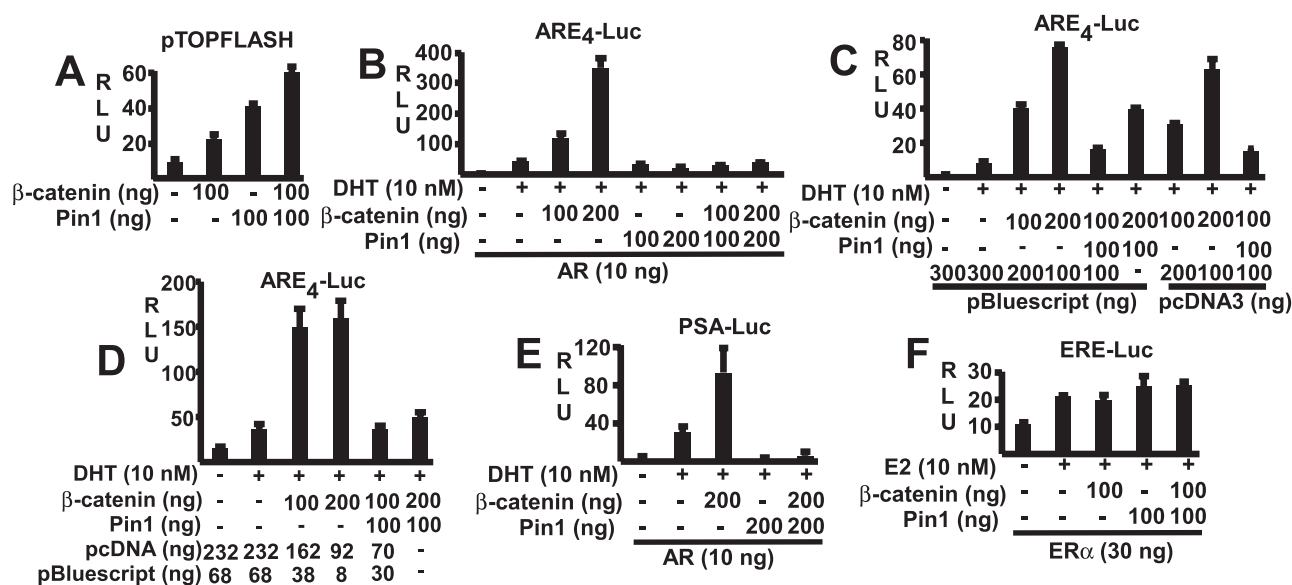 A
pTOPFLASH
RLU
60
40
20
β-catenin (ng) - 100 - 100
Pin1 (ng) - - 100 100
B
ARE4-Luc
RLU
400
300
200
100
DHT (10 nM) - + + + + + + +
β-catenin (ng) - - 100 200 - - 100 200
Pin1 (ng) - - - - 100 200 100 200
AR (10 ng)
C
ARE4-Luc
RLU
80
60
40
20
DHT (10 nM) - + + + + + + + +
β-catenin (ng) - - 100 200 100 200 100 200 100
Pin1 (ng) - - - - 100 100 - - 100
300 300 200 100 100 - 200 100 100
pBluescript (ng) pcDNA3 (ng)
D
ARE4-Luc
RLU
200
150
100
50
DHT (10 nM) - + + + + +
β-catenin (ng) - - 100 200 100 200
Pin1 (ng) - - - - 100 100
pcDNA (ng) 232 232 162 92 70 -
pBluescript (ng) 68 68 38 8 30
E
PSA-Luc
RLU
120
80
40
DHT (10 nM) - + + + +
β-catenin (ng) - - 200 - 200
Pin1 (ng) - - - 200 200
AR (10 ng)
F
ERE-Luc
RLU
30
20
10
E2 (10 nM) - + + + +
β-catenin (ng) - - 100 - 100
Pin1 (ng) - - - 100 100
ERα (30 ng)